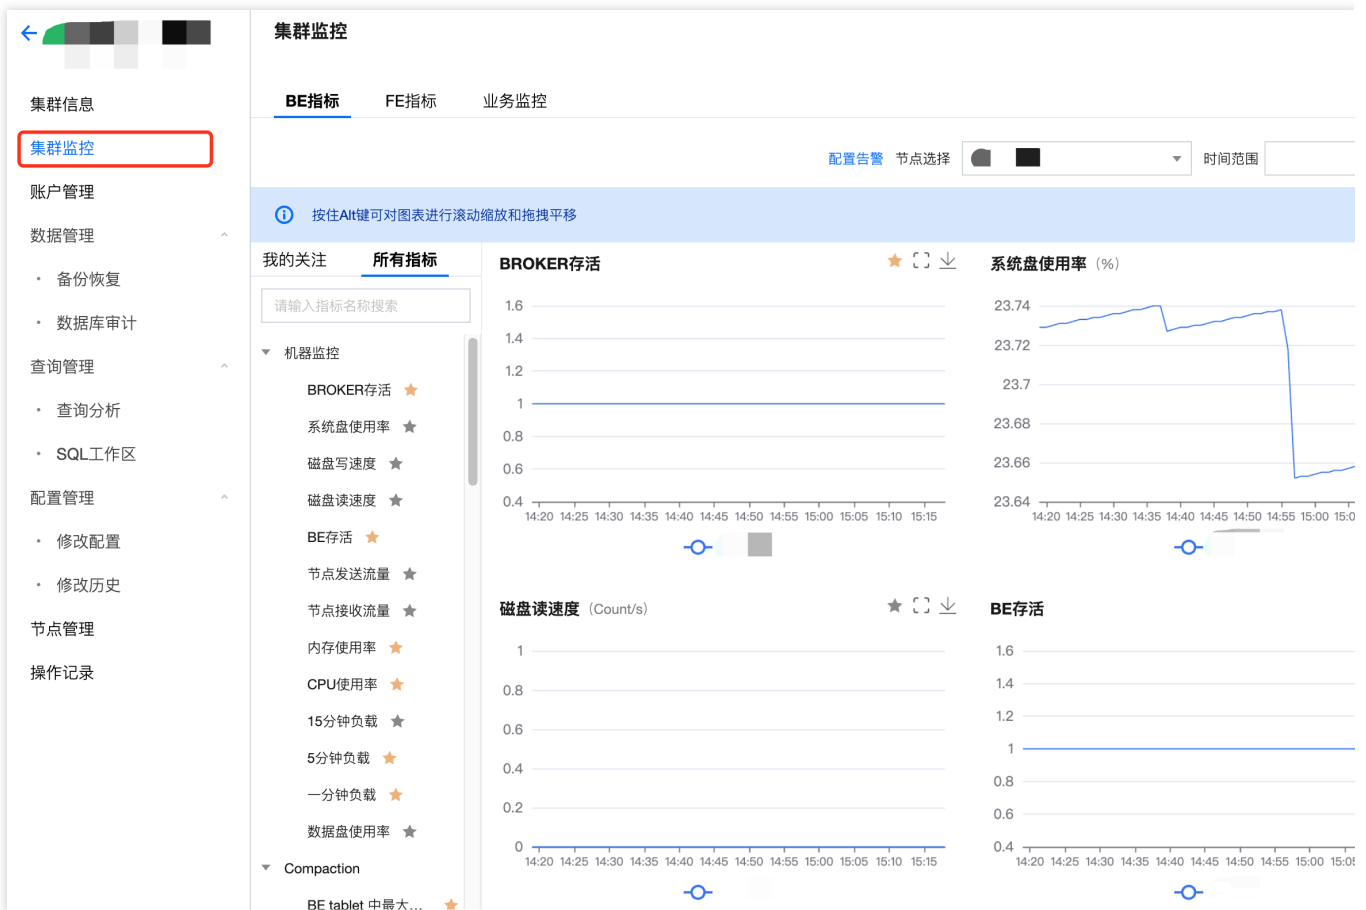 集群信息
集群监控
账户管理
数据管理
备份恢复
数据库审计
查询管理
查询分析
SQL工作区
配置管理
修改配置
修改历史
节点管理
操作记录
集群监控
BE指标 FE指标 业务监控
配置告警 节点选择 时间范围
按住Alt键可对图表进行滚动缩放和拖拽平移
我的关注 所有指标
请输入指标名称搜索
机器监控
BROKER存活
系统盘使用率
磁盘写速度
磁盘读速度
BE存活
节点发送流量
节点接收流量
内存使用率
CPU使用率
15分钟负载
5分钟负载
一分钟负载
数据盘使用率
Compaction
BE tablet 中最大...
BROKER存活
1.6
1.4
1.2
1
0.8
0.6
0.4
14:20 14:25 14:30 14:35 14:40 14:45 14:50 14:55 15:00 15:05 15:10 15:15
系统盘使用率 (%)
23.74
23.72
23.7
23.68
23.66
23.64
14:20 14:25 14:30 14:35 14:40 14:45 14:50 14:55 15:00 15:0
磁盘读速度 (Count/s)
1
0.8
0.6
0.4
0.2
0
14:20 14:25 14:30 14:35 14:40 14:45 14:50 14:55 15:00 15:05 15:10 15:15
BE存活
1.6
1.4
1.2
1
0.8
0.6
0.4
14:20 14:25 14:30 14:35 14:40 14:45 14:50 14:55 15:00 15:05